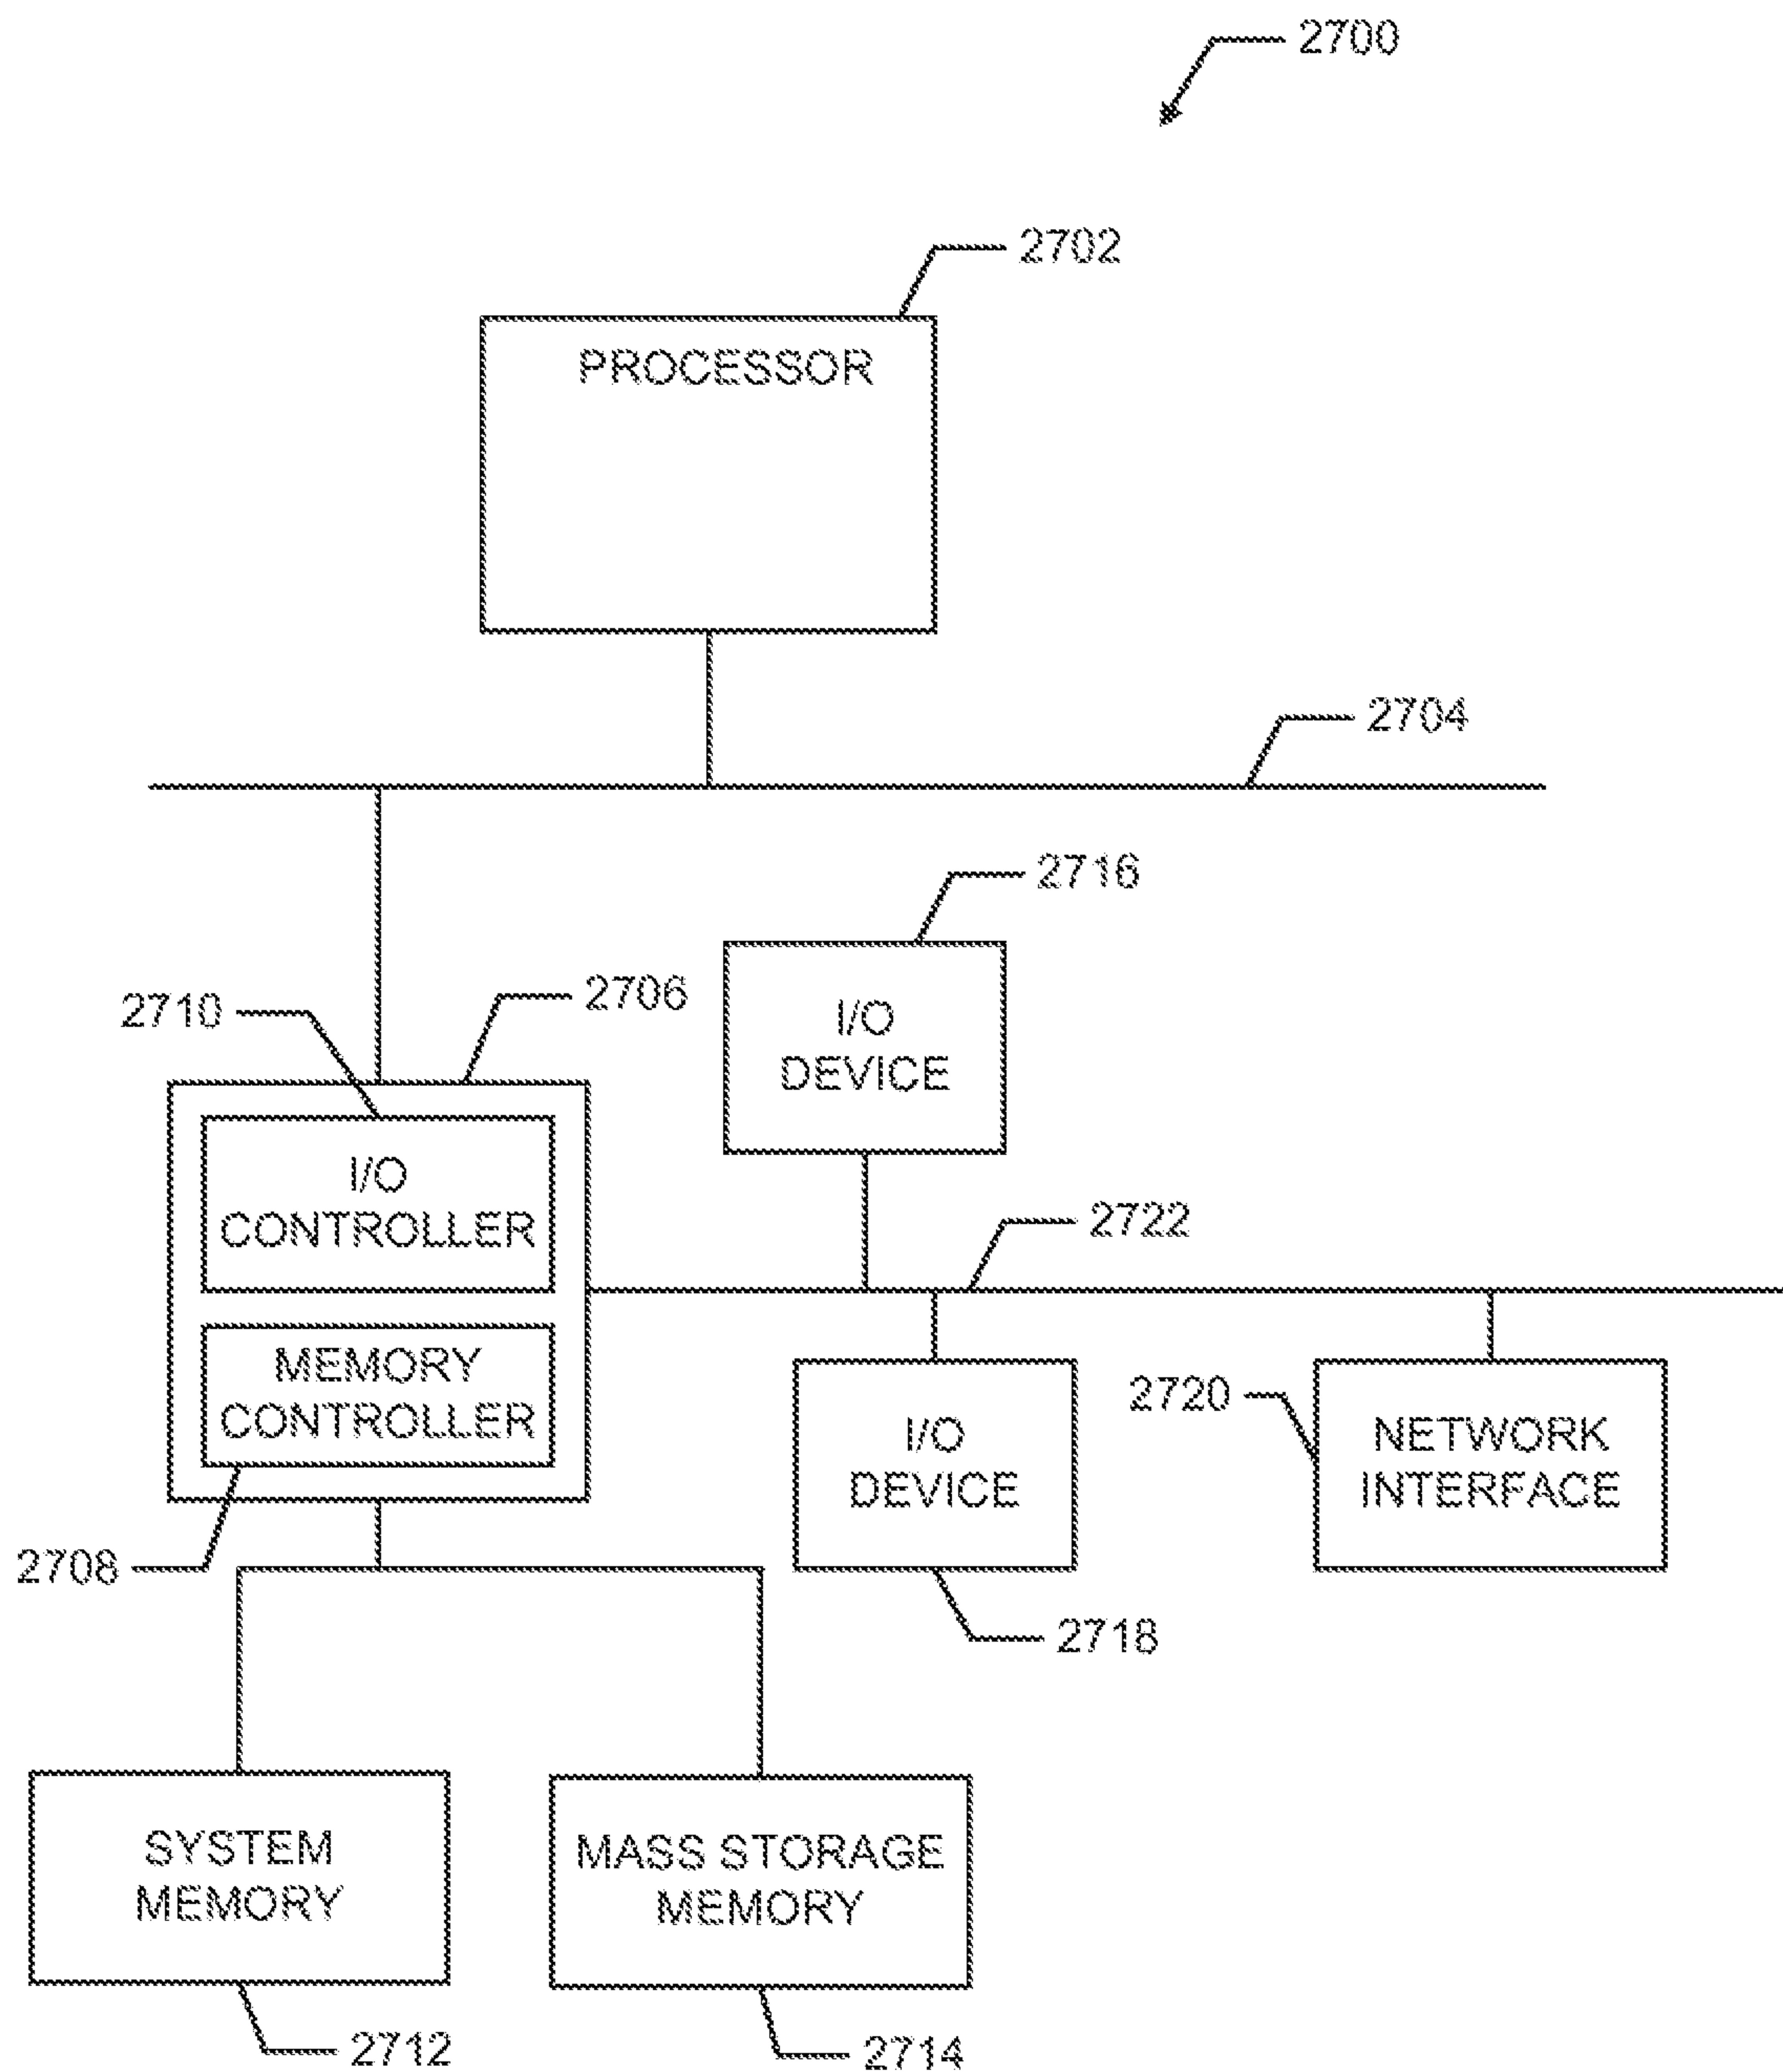 2700
2702
PROCESSOR
2704
2716
2706
2710
I/O
DEVICE
I/O
CONTROLLER
2722
MEMORY
CONTROLLER
2720
I/O
DEVICE
NETWORK
INTERFACE
2708
2718
SYSTEM
MEMORY
MASS STORAGE
MEMORY
2712
2714